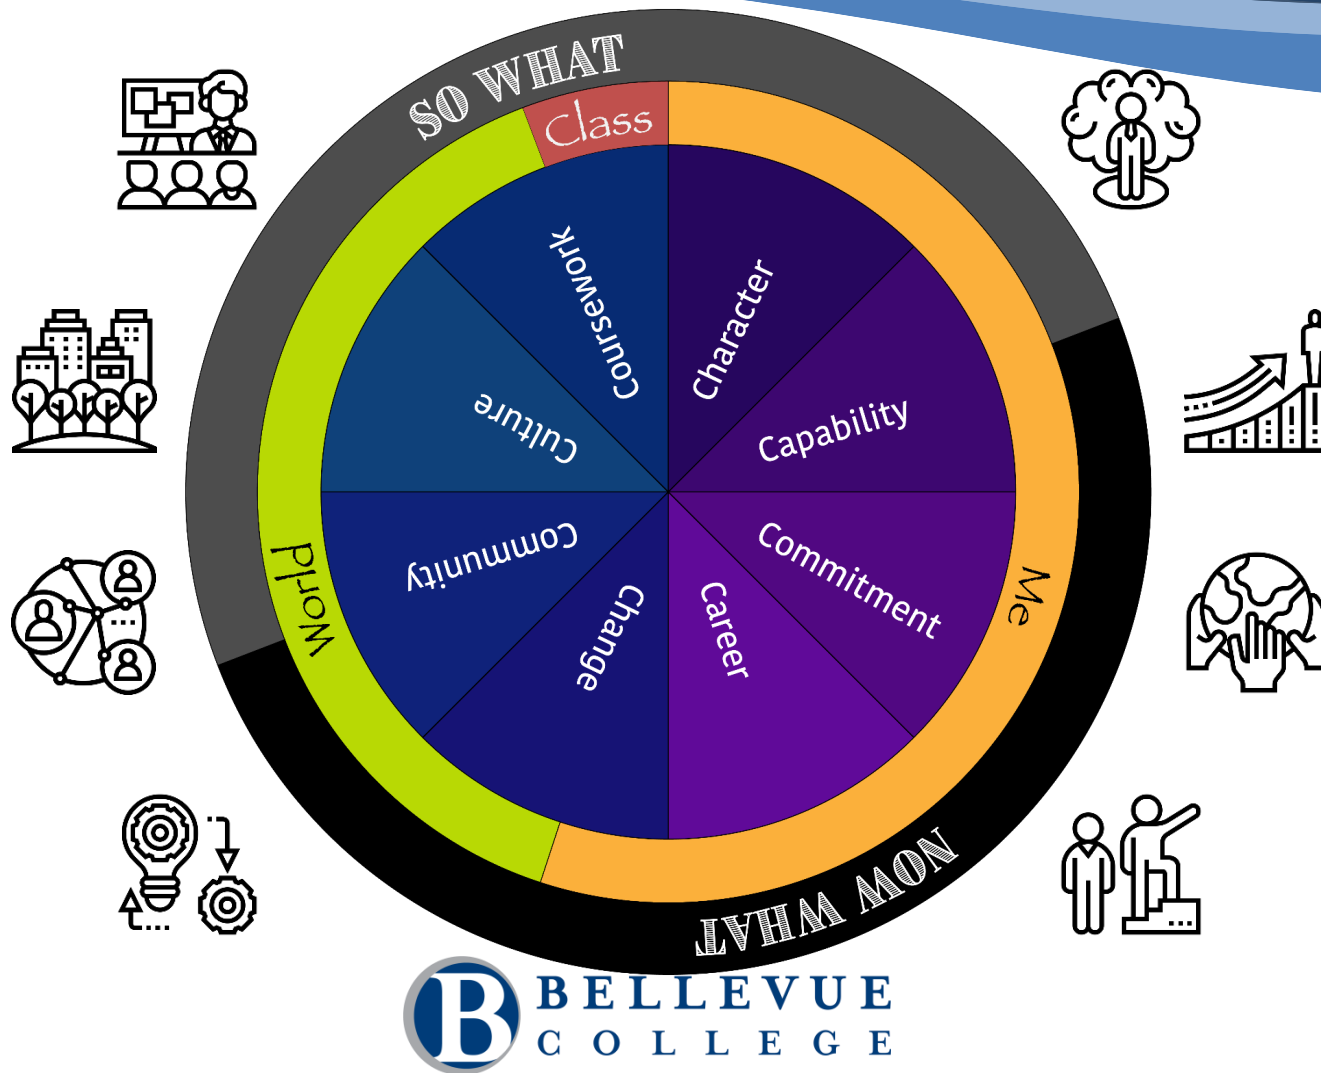 SO WHAT
Class
Coursework
Character
Culture
Capability
Community
Commitment
World
Me
Change
Career
NOW WHAT
B
BELLEVUE
COLLEGE